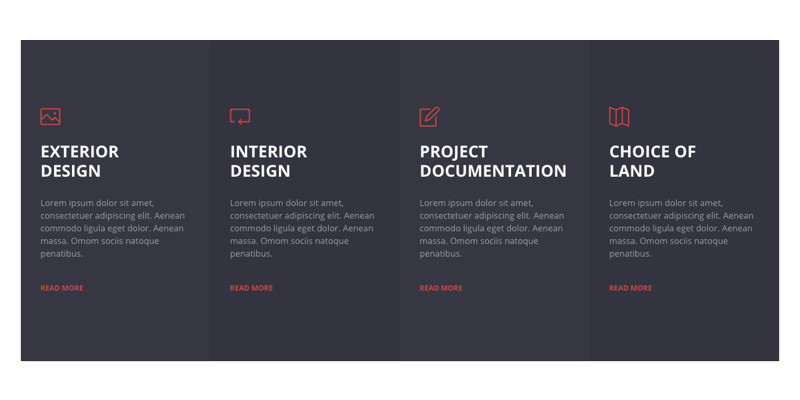 EXTERIOR
DESIGN
Lorem ipsum dolor sit amet,
consectetuer adipiscing elit. Aenean
commodo ligula eget dolor. Aenean
massa. Omom sociis natoque
penatibus.
READ MORE
INTERIOR
DESIGN
Lorem ipsum dolor sit amet,
consectetuer adipiscing elit. Aenean
commodo ligula eget dolor. Aenean
massa. Omom sociis natoque
penatibus.
READ MORE
PROJECT
DOCUMENTATION
Lorem ipsum dolor sit amet,
consectetuer adipiscing elit. Aenean
commodo ligula eget dolor. Aenean
massa. Omom sociis natoque
penatibus.
READ MORE
CHOICE OF
LAND
Lorem ipsum dolor sit amet,
consectetuer adipiscing elit. Aenean
commodo ligula eget dolor. Aenean
massa. Omom sociis natoque
penatibus.
READ MORE